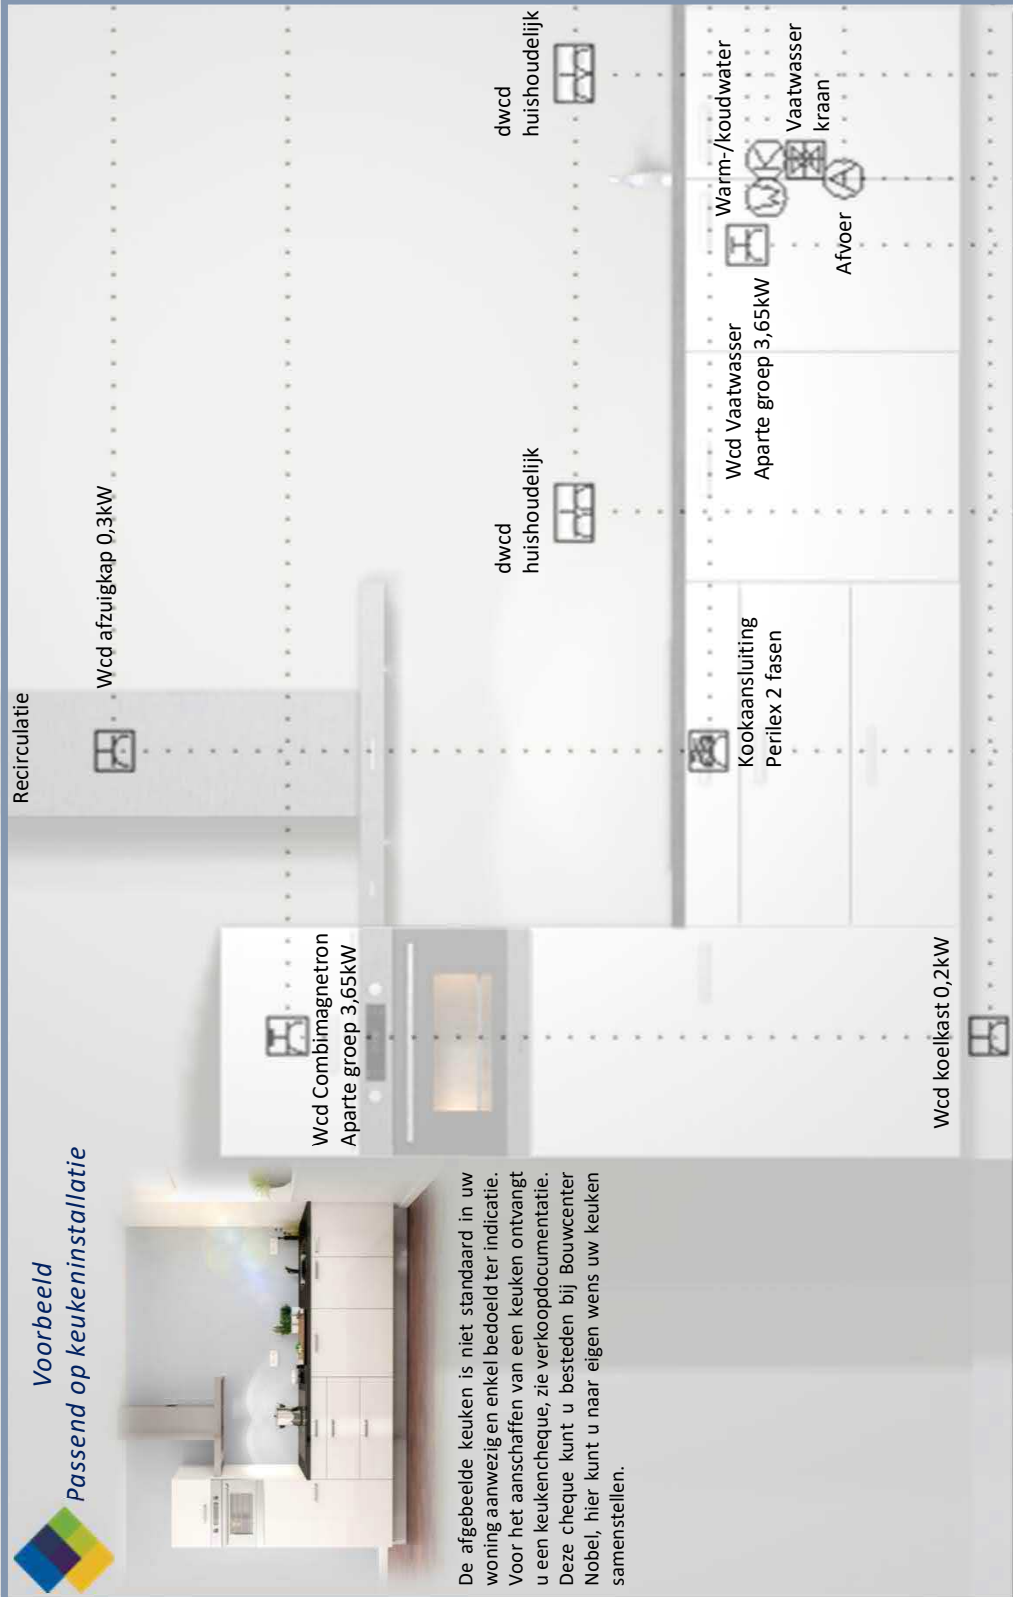 Voorbeeld
Passend op keukeninstallatie
De afgebeelde keuken is niet standaard in uw
woning aanwezig en enkel bedoeld ter indicatie.
Voor het aanschaffen van een keuken ontvangt
u een keukencheque, zie verkoopdocumentatie.
Deze cheque kunt u besteden bij Bouwcenter
Nobel, hier kunt u naar eigen wens uw keuken
samenstellen.
Recirculatie
Wcd afzuigkap 0,3kW
Wcd Combimagnetron
Aparte groep 3,65kW
dwcd
huishoudelijk
dwcd
huishoudelijk
Kookaansluiting
Perilex 2 fasen
Wcd Vaatwasser
Aparte groep 3,65kW
Warm-/koudwater
W
K
Vaatwasser
kraan
A
Afvoer
Wcd koelkast 0,2kW